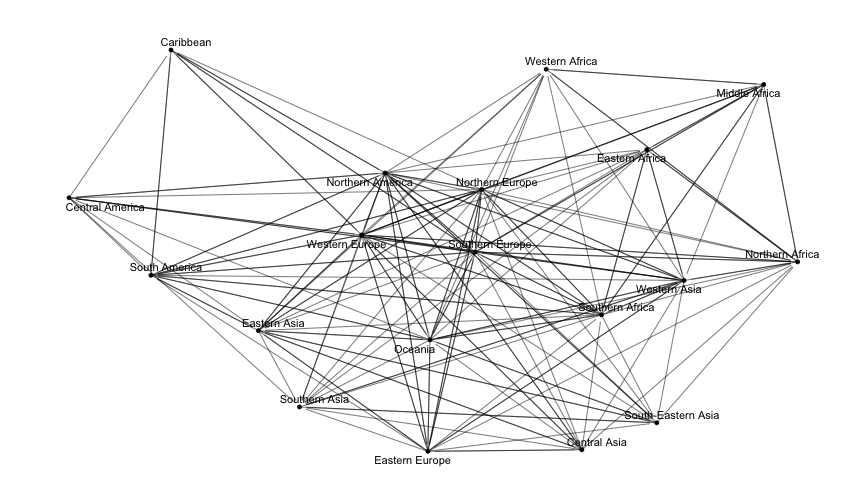 Caribbean
Western Africa
Middle Africa
Eastern Africa
Northern America
Northern Europe
Central America
Western Europe
Southern Europe
Northern Africa
South America
Western Asia
Southern Africa
Eastern Asia
Oceania
Southern Asia
South-Eastern Asia
Central Asia
Eastern Europe